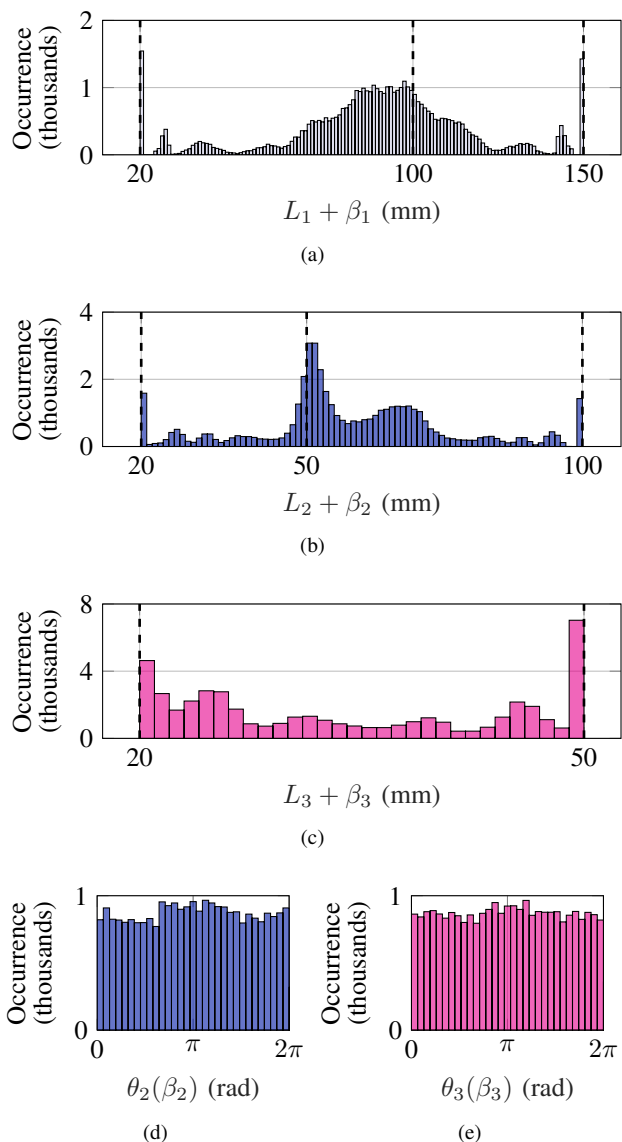 2
1
0
Occurrence
(thousands)
20 100 150
L₁ + β₁ (mm)
(a)
4
2
0
Occurrence
(thousands)
20 50 100
L₂ + β₂ (mm)
(b)
8
4
0
Occurrence
(thousands)
20 50
L₃ + β₃ (mm)
(c)
1
0
Occurrence
(thousands)
0 π 2π
θ₂(β₂) (rad)
(d)
1
0
Occurrence
(thousands)
0 π 2π
θ₃(β₃) (rad)
(e)